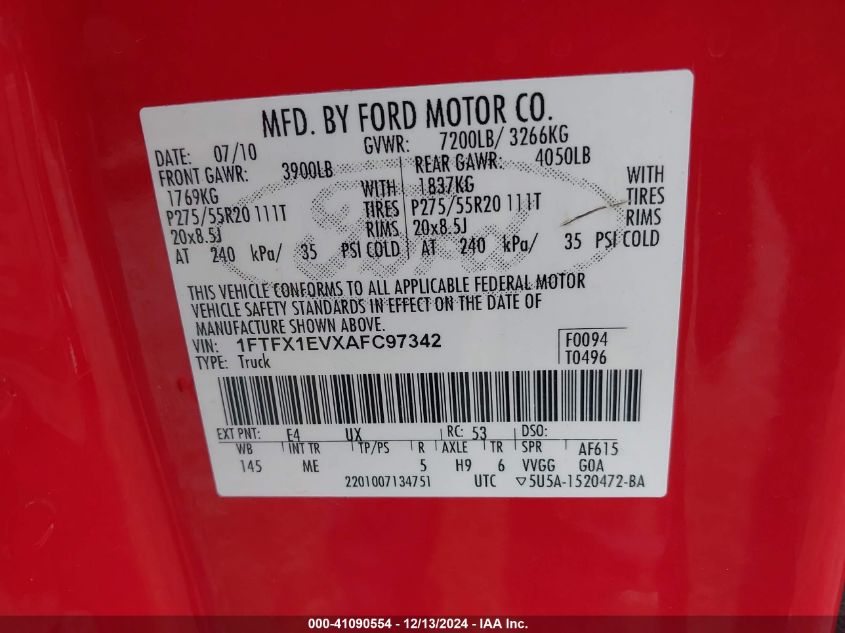 MFD. BY FORD MOTOR CO.
DATE: 07/10 GVWR: 7200LB/ 3266KG
FRONT GAWR: 3900LB REAR GAWR: 4050LB
1769KG WITH 1837KG WITH
P275/55R20 111T TIRES P275/55R20 111T TIRES
20x8.5J RIMS 20x8.5J RIMS
AT 240 kPa/ 35 PSI COLD AT 240 kPa/ 35 PSI COLD
THIS VEHICLE CONFORMS TO ALL APPLICABLE FEDERAL MOTOR
VEHICLE SAFETY STANDARDS IN EFFECT ON THE DATE OF
MANUFACTURE SHOWN ABOVE.
VIN: 1FTFX1EVXAFC97342 F0094
TYPE: Truck T0496
EXT PNT: E4 UX RC: 53 DSO:
WB INT TR TP/PS R AXLE TR SPR AF615
145 ME 5 H9 6 VVGG GOA
2201007134751 UTC ▽5U5A-1520472-BA
000-41090554 - 12/13/2024 - IAA Inc.